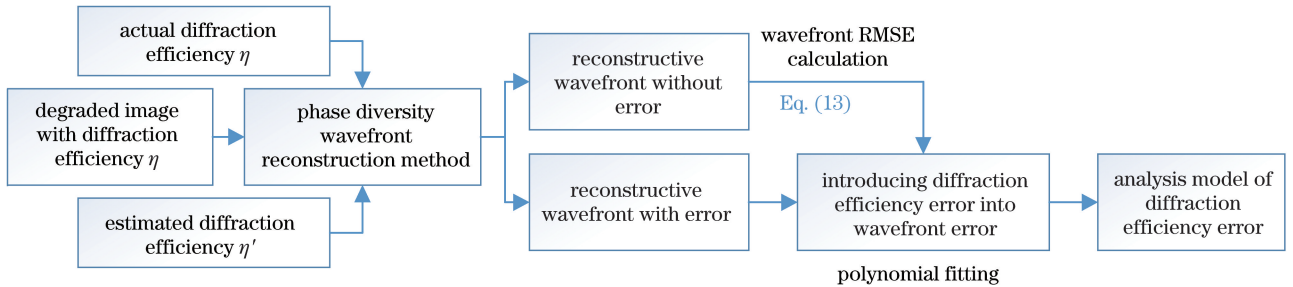 actual diffraction
efficiency η
degraded image
with diffraction
efficiency η
estimated diffraction
efficiency η′
phase diversity
wavefront
reconstruction method
reconstructive
wavefront without
error
reconstructive
wavefront with error
wavefront RMSE
calculation
Eq. (13)
introducing diffraction
efficiency error into
wavefront error
polynomial fitting
analysis model of
diffraction
efficiency error